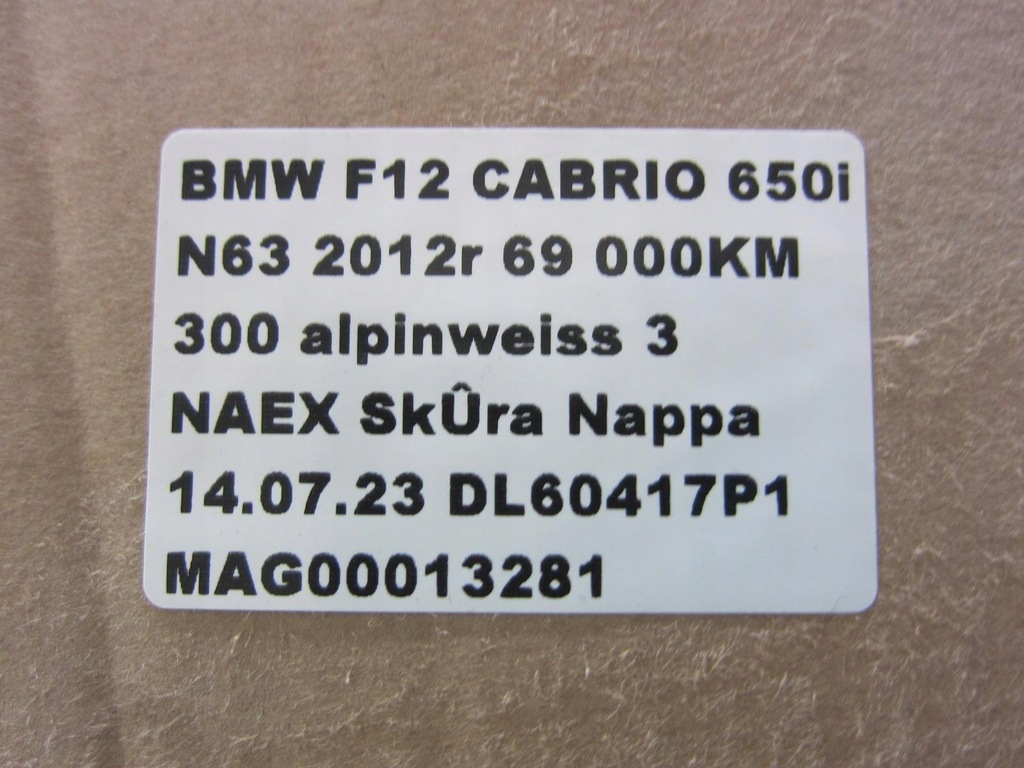 BMW F12 CABRIO 650i
N63 2012r 69 000KM
300 alpinweiss 3
NAEX SkÛra Nappa
14.07.23 DL60417P1
MAG00013281